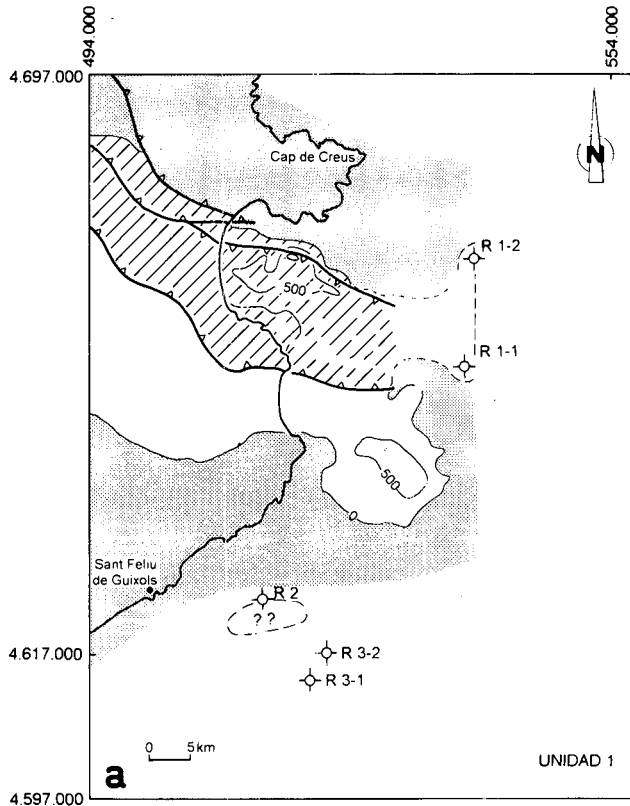 494.000
554.000
4.697.000
Cap de Creus
N
R 1-2
500
R 1-1
500
0
Sant Feliu
de Guixols
R 2
? ?
4.617.000
R 3-2
R 3-1
0 5km
a
UNIDAD 1
4.597.000